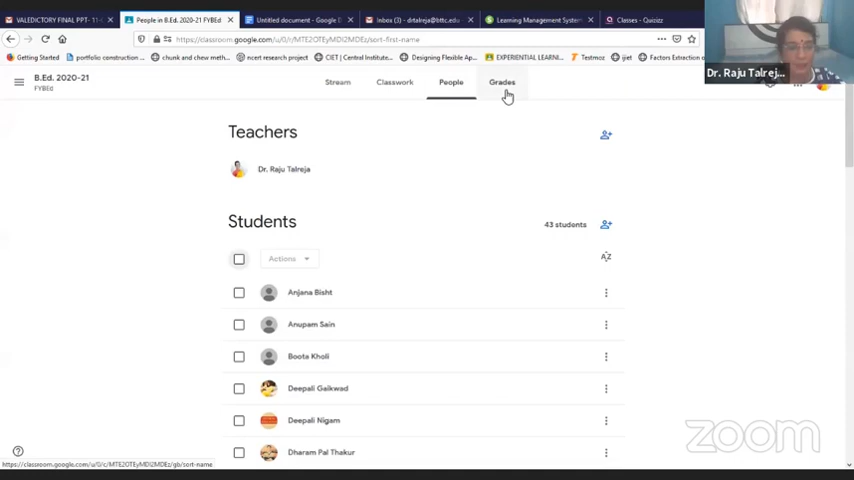 VALEDICTORY FINAL PPT- 11-
People in B.Ed. 2020-21 FYBEd
Untitled document - Google D
Inbox (3) - drtalreja@bttc.edu
Learning Management System
Classes - Quizizz
https://classroom.google.com/u/0/r/MTE2OTEyMDI2MDEz/sort-first-name
Getting Started
portfolio construction
chunk and chew method
ncert research project
CIET | Central Institute...
Designing Flexible Ap...
EXPERIENTIAL LEARNI...
Testmoz
ijiet
Factors Extraction o
Dr. Raju Talrej...
B.Ed. 2020-21
FYBEd
Stream
Classwork
People
Grades
Teachers
Dr. Raju Talreja
Students
43 students
Actions
AZ
Anjana Bisht
Anupam Sain
Boota Kholi
Deepali Gaikwad
Deepali Nigam
Dharam Pal Thakur
zoom
https://classroom.google.com/u/0/c/MTE2OTEyMDI2MDEz/gb/sort-name